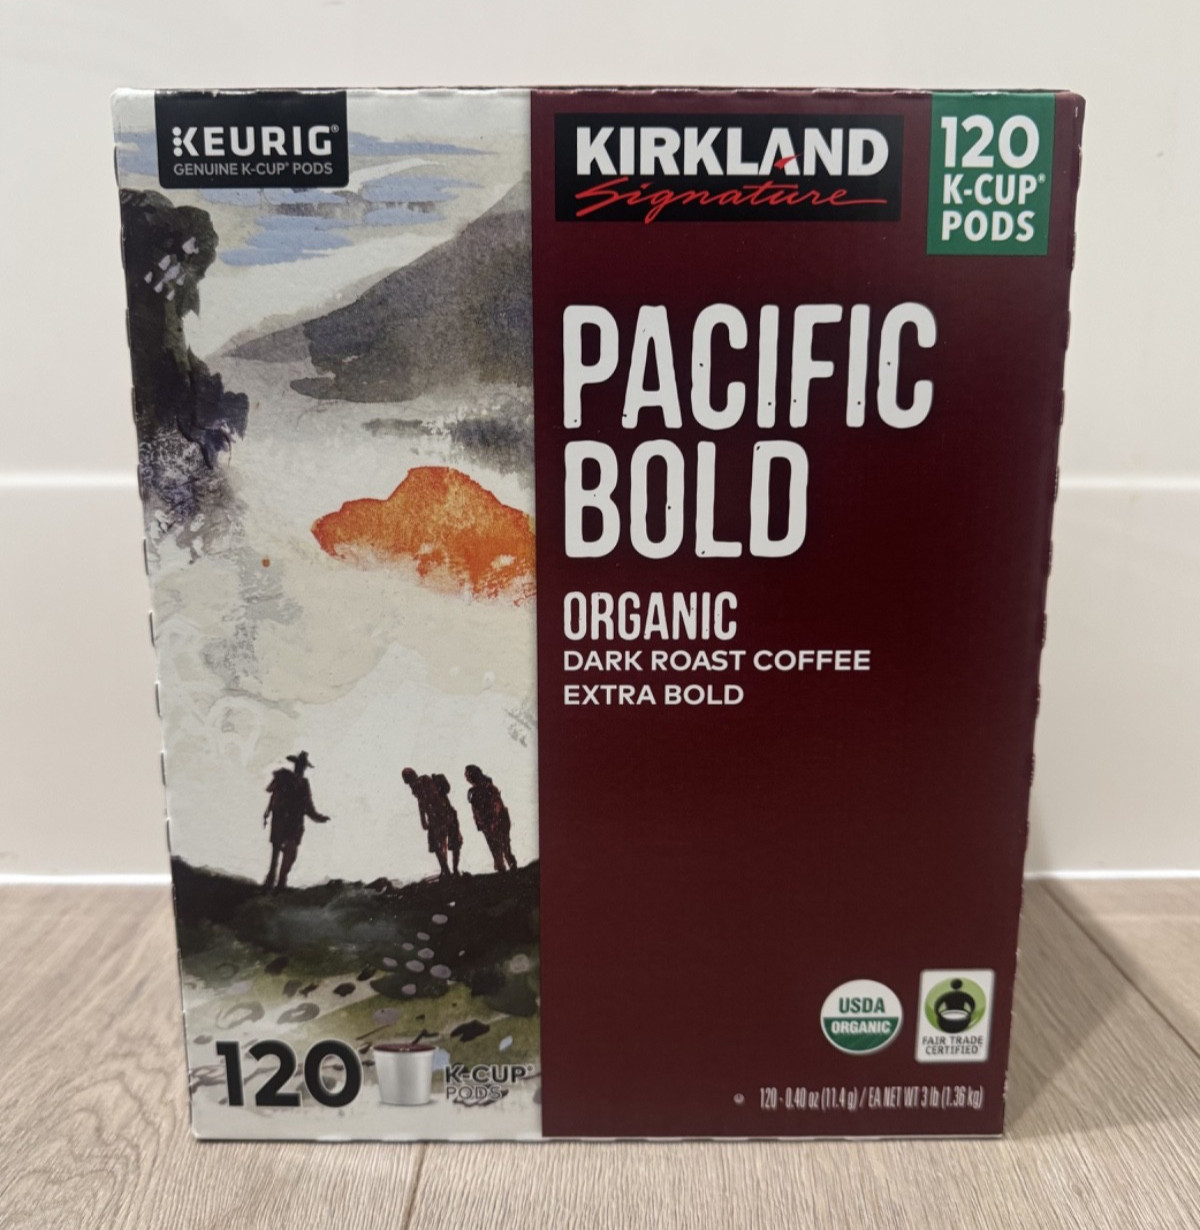 KEURIG®
GENUINE K-CUP® PODS
KIRKLAND
Signature
120
K-CUP®
PODS
PACIFIC
BOLD
ORGANIC
DARK ROAST COFFEE
EXTRA BOLD
USDA
ORGANIC
FAIR TRADE
CERTIFIED
120
K-CUP®
PODS
120 - 0.40 oz (11.4 g) / EA NET WT 3 lb (1.36 kg)